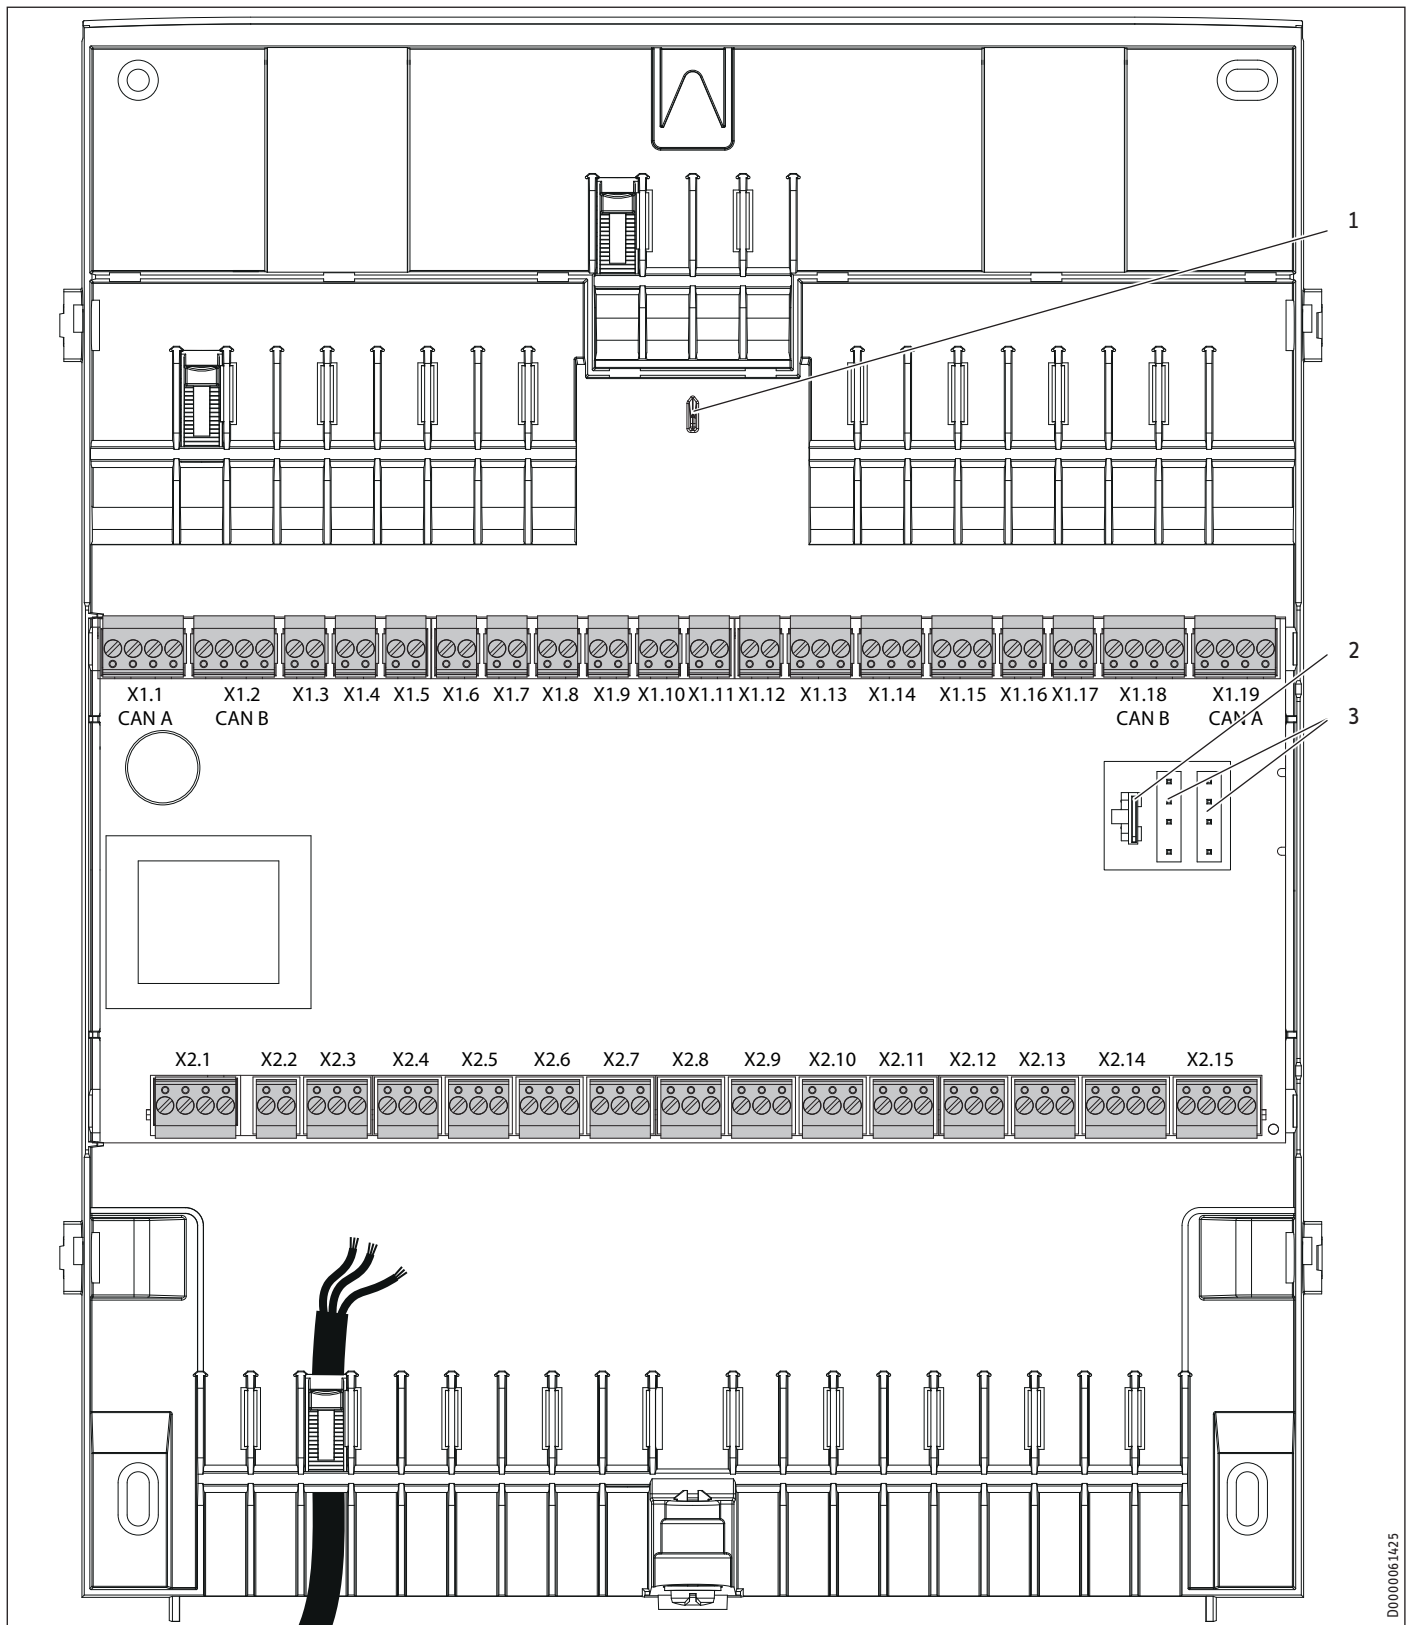 1
X1.1 X1.2 X1.3 X1.4 X1.5 X1.6 X1.7 X1.8 X1.9 X1.10 X1.11 X1.12 X1.13 X1.14 X1.15 X1.16 X1.17 X1.18 X1.19
CAN A CAN B CAN B CAN A
2
3
X2.1 X2.2 X2.3 X2.4 X2.5 X2.6 X2.7 X2.8 X2.9 X2.10 X2.11 X2.12 X2.13 X2.14 X2.15
D0000061425